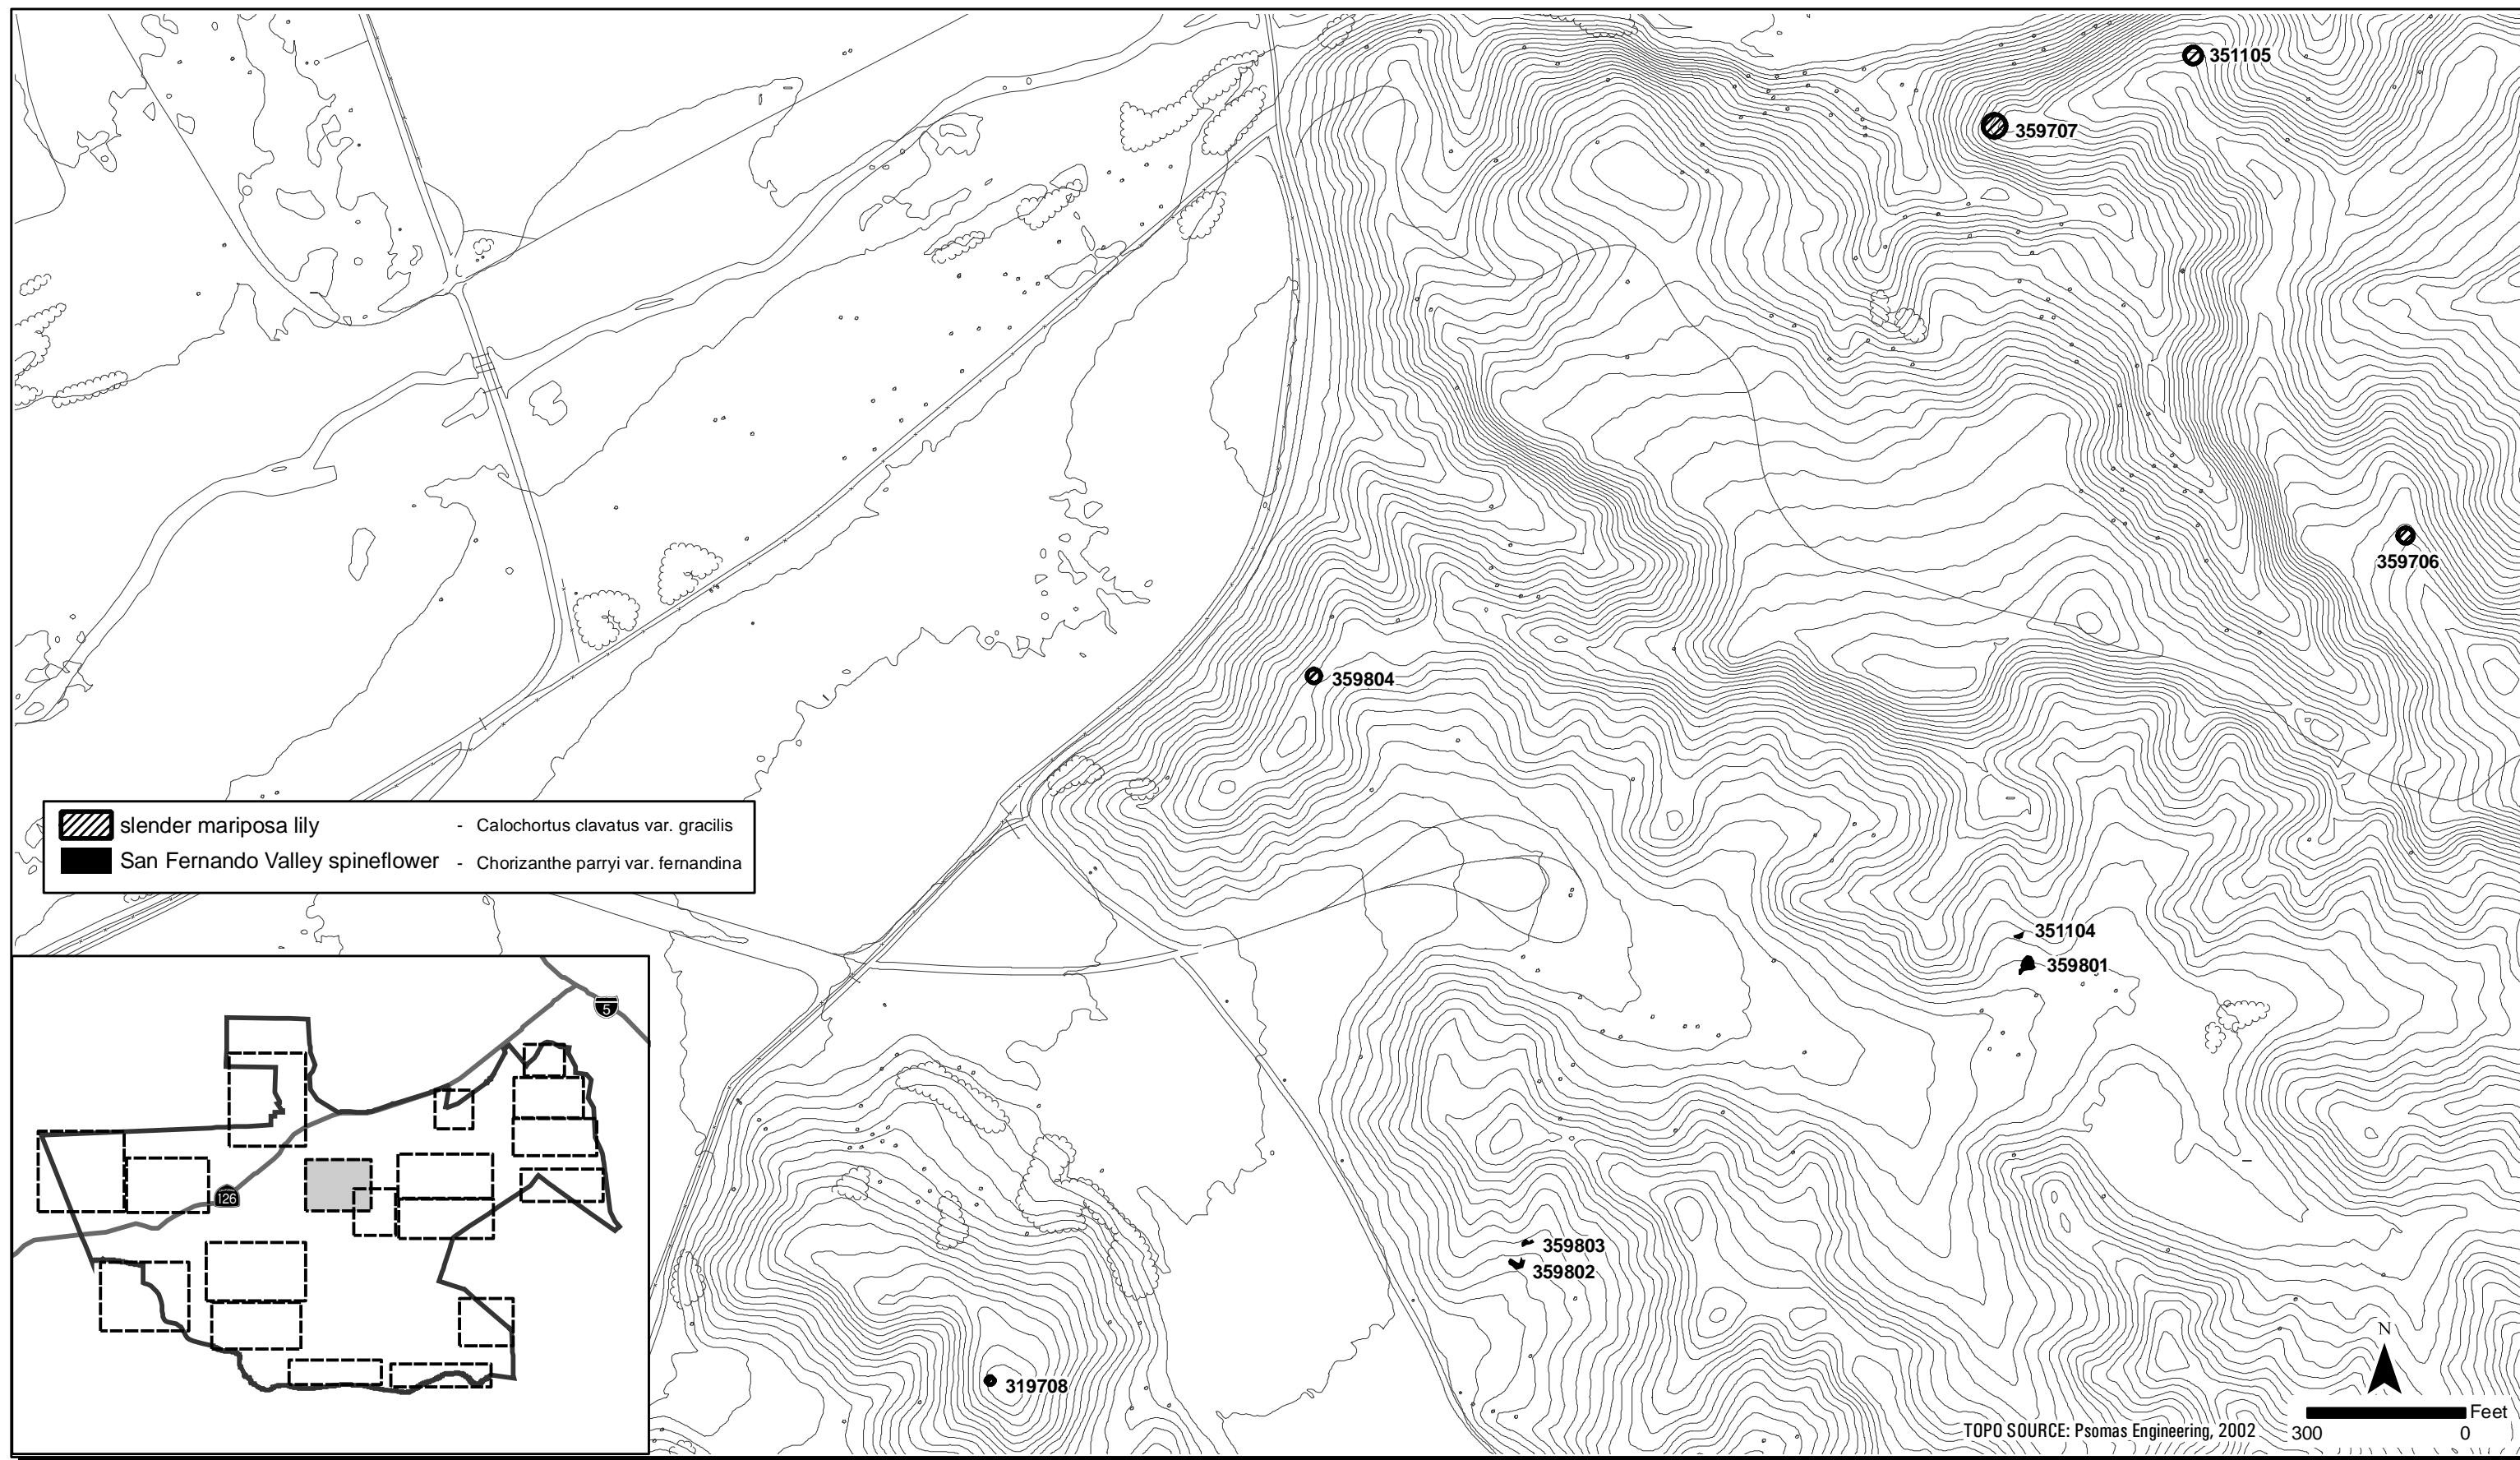 351105
359707
359706
359804
slender mariposa lily - Calochortus clavatus var. gracilis
San Fernando Valley spineflower - Chorizanthe parryi var. fernandina
351104
359801
5
126
359803
359802
319708
N
Feet
TOPO SOURCE: Psomas Engineering, 2002
300 0